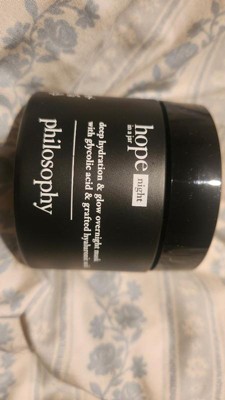 hope
night
in a jar
deep hydration & glow overnight mask
with glycolic acid & grafted hyaluronic
philosophy